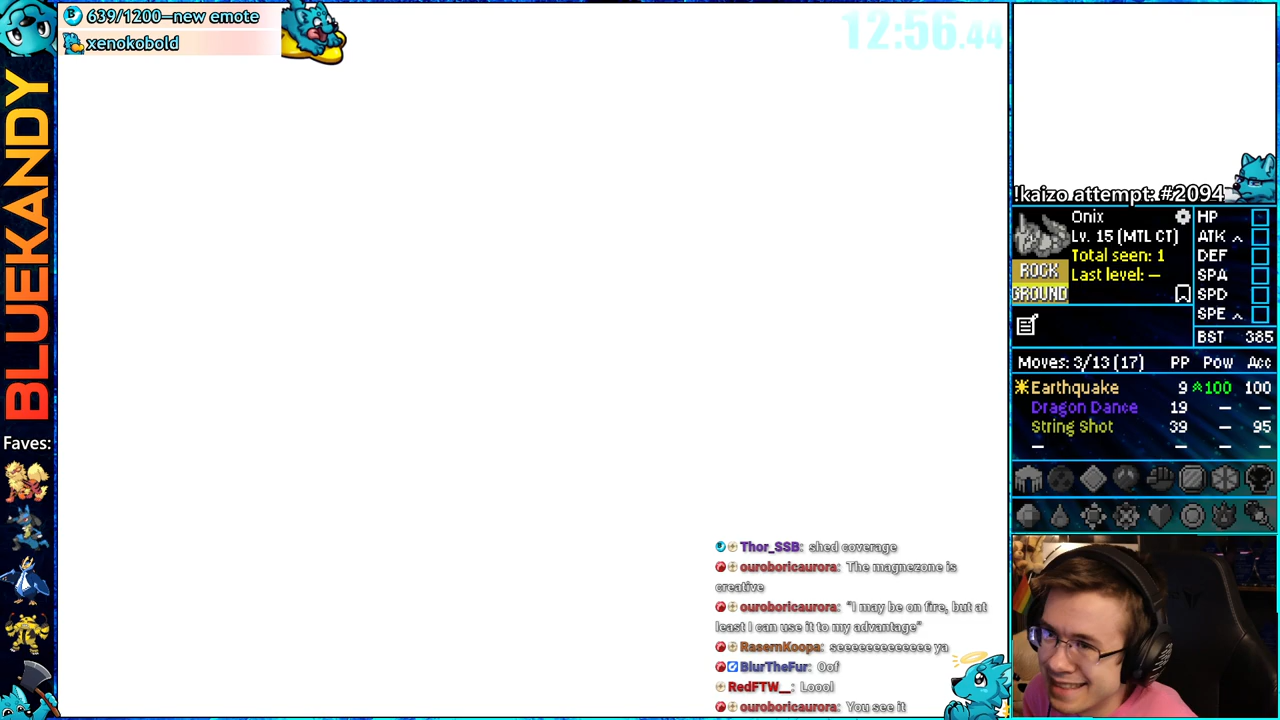 639/1200—new emote
xenokobold
12:56.44
BLUEKANDY
Faves:
!kaizo attempt: #2094
Onix
Lv. 15 (MTL CT)
Total seen: 1
Last level: —
ROCK
GROUND
HP
ATK
DEF
SPA
SPD
SPE
BST 385
Moves: 3/13 (17) PP Pow Acc
Earthquake 9 100 100
Dragon Dance 19 — —
String Shot 39 — 95
— — — —
Thor_SSB: shed coverage
ouroboricaurora: The magnezone is
creative
ouroboricaurora: "I may be on fire, but at
least I can use it to my advantage"
RasernKoopa: seeeeeeeeeeeee ya
BlurTheFur: Oof
RedFTW__: Loool
ouroboricaurora: You see it